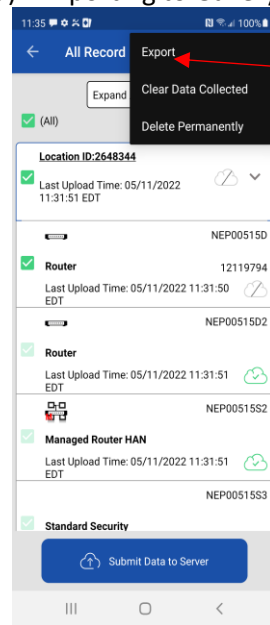 11:35 100%
All Record
Export
Clear Data Collected
Delete Permanently
Expand
(All)
Location ID:2648344
Last Upload Time: 05/11/2022
11:31:51 EDT
NEP00515D
Router 12119794
Last Upload Time: 05/11/2022 11:31:50
EDT
NEP00515D2
Router
Last Upload Time: 05/11/2022 11:31:51
EDT
NEP00515S2
Managed Router HAN
Last Upload Time: 05/11/2022 11:31:51
EDT
NEP00515S3
Standard Security
Submit Data to Server